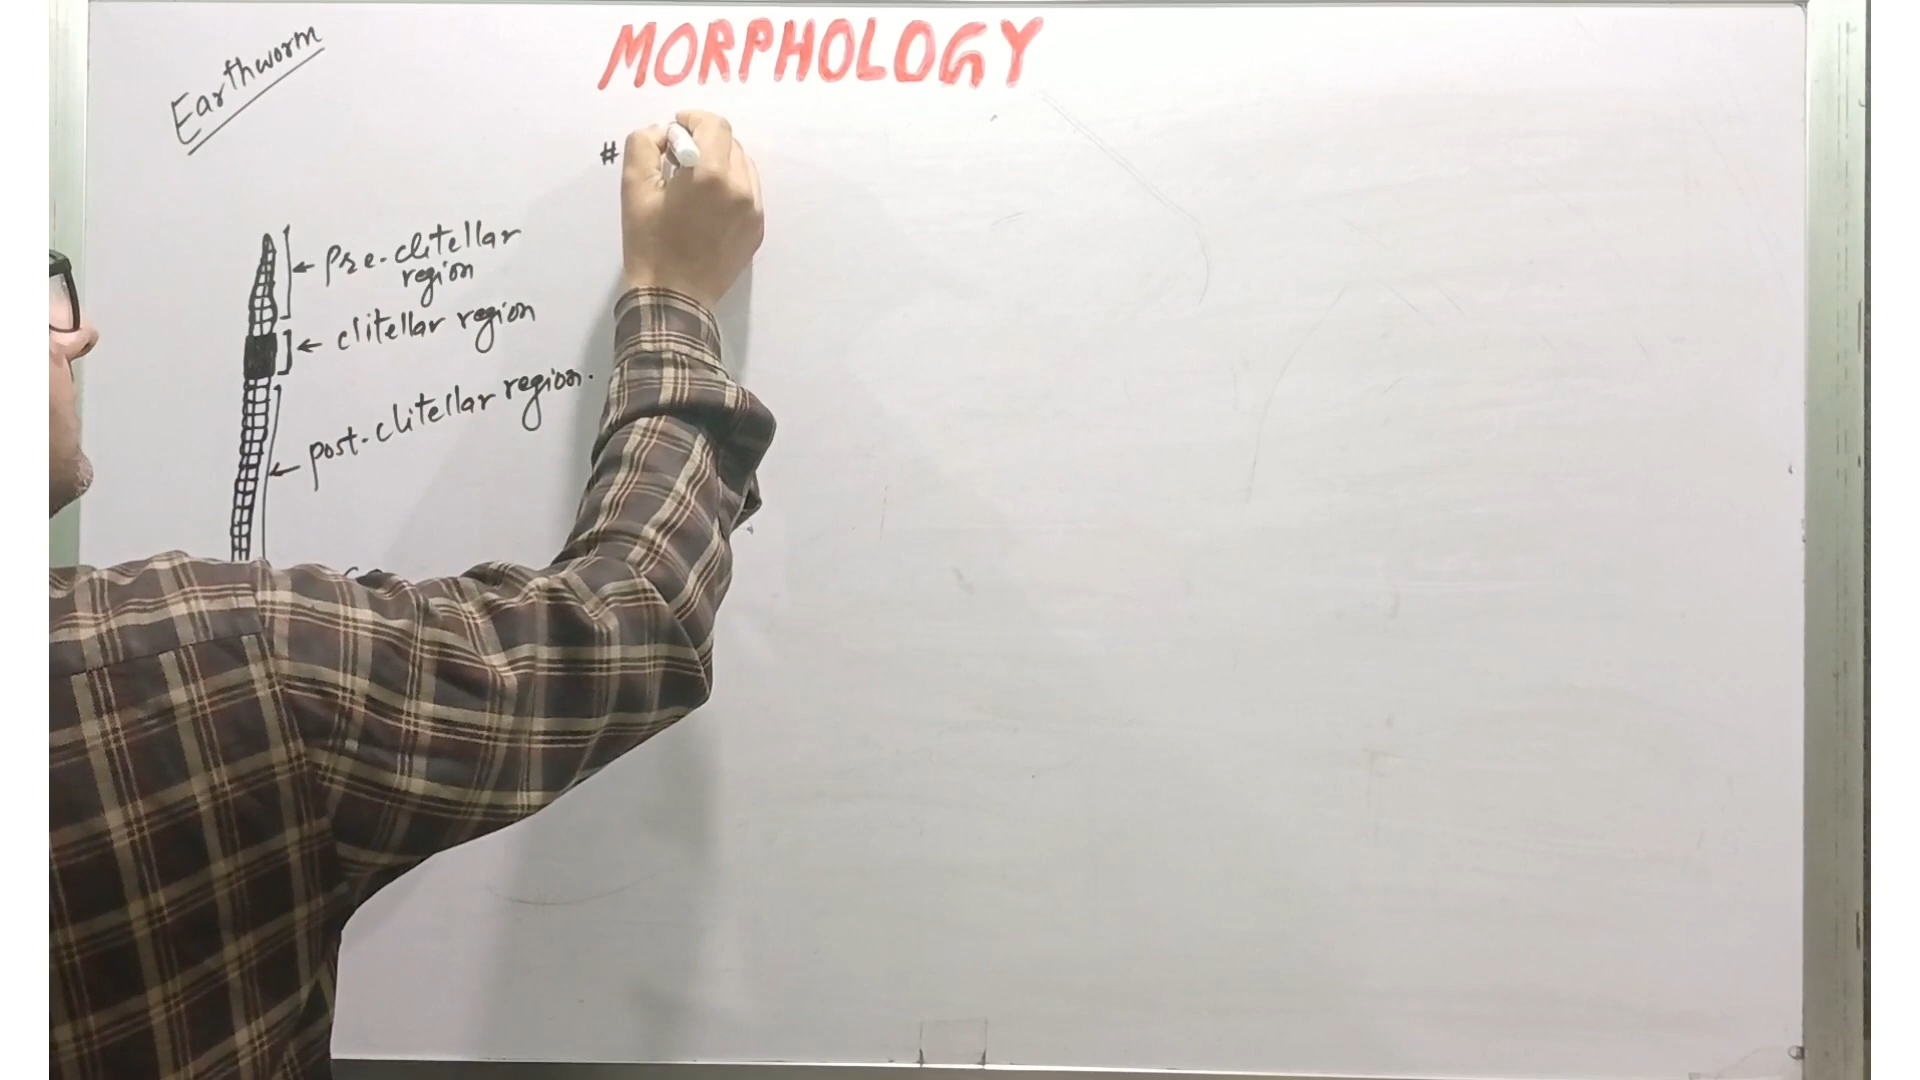 MORPHOLOGY
Earthworm
#
Pre-clitellar
region
clitellar region
post-clitellar region.